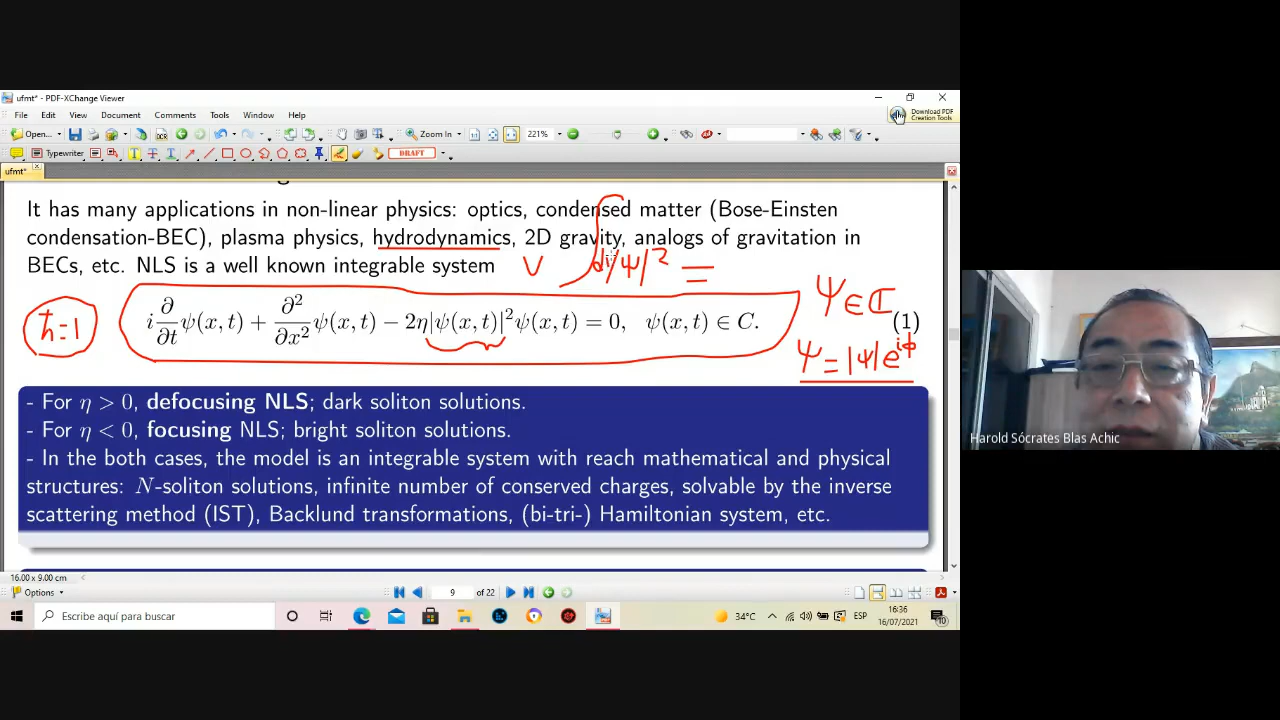 ufmt* - PDF-XChange Viewer
File Edit View Document Comments Tools Window Help
Download PDF Creation Tools
Open... OCR Zoom In 221%
Typewriter DRAFT
ufmt*
It has many applications in non-linear physics: optics, condensed matter (Bose-Einsten
condensation-BEC), plasma physics, hydrodynamics, 2D gravity, analogs of gravitation in
BECs, etc. NLS is a well known integrable system V ∫ |ψ|² =
ħ=1
i ∂/∂t ψ(x, t) + ∂²/∂x² ψ(x, t) − 2η|ψ(x, t)|²ψ(x, t) = 0, ψ(x, t) ∈ C. (1)
ψ ∈ ℂ
ψ = |ψ| e^{iϕ}
- For η > 0, defocusing NLS; dark soliton solutions.
- For η < 0, focusing NLS; bright soliton solutions.
- In the both cases, the model is an integrable system with reach mathematical and physical
structures: N-soliton solutions, infinite number of conserved charges, solvable by the inverse
scattering method (IST), Backlund transformations, (bi-tri-) Hamiltonian system, etc.
16.00 x 9.00 cm
Options 9 of 22
Escribe aquí para buscar 34°C ESP 16:36 16/07/2021 10
Harold Sócrates Blas Achic